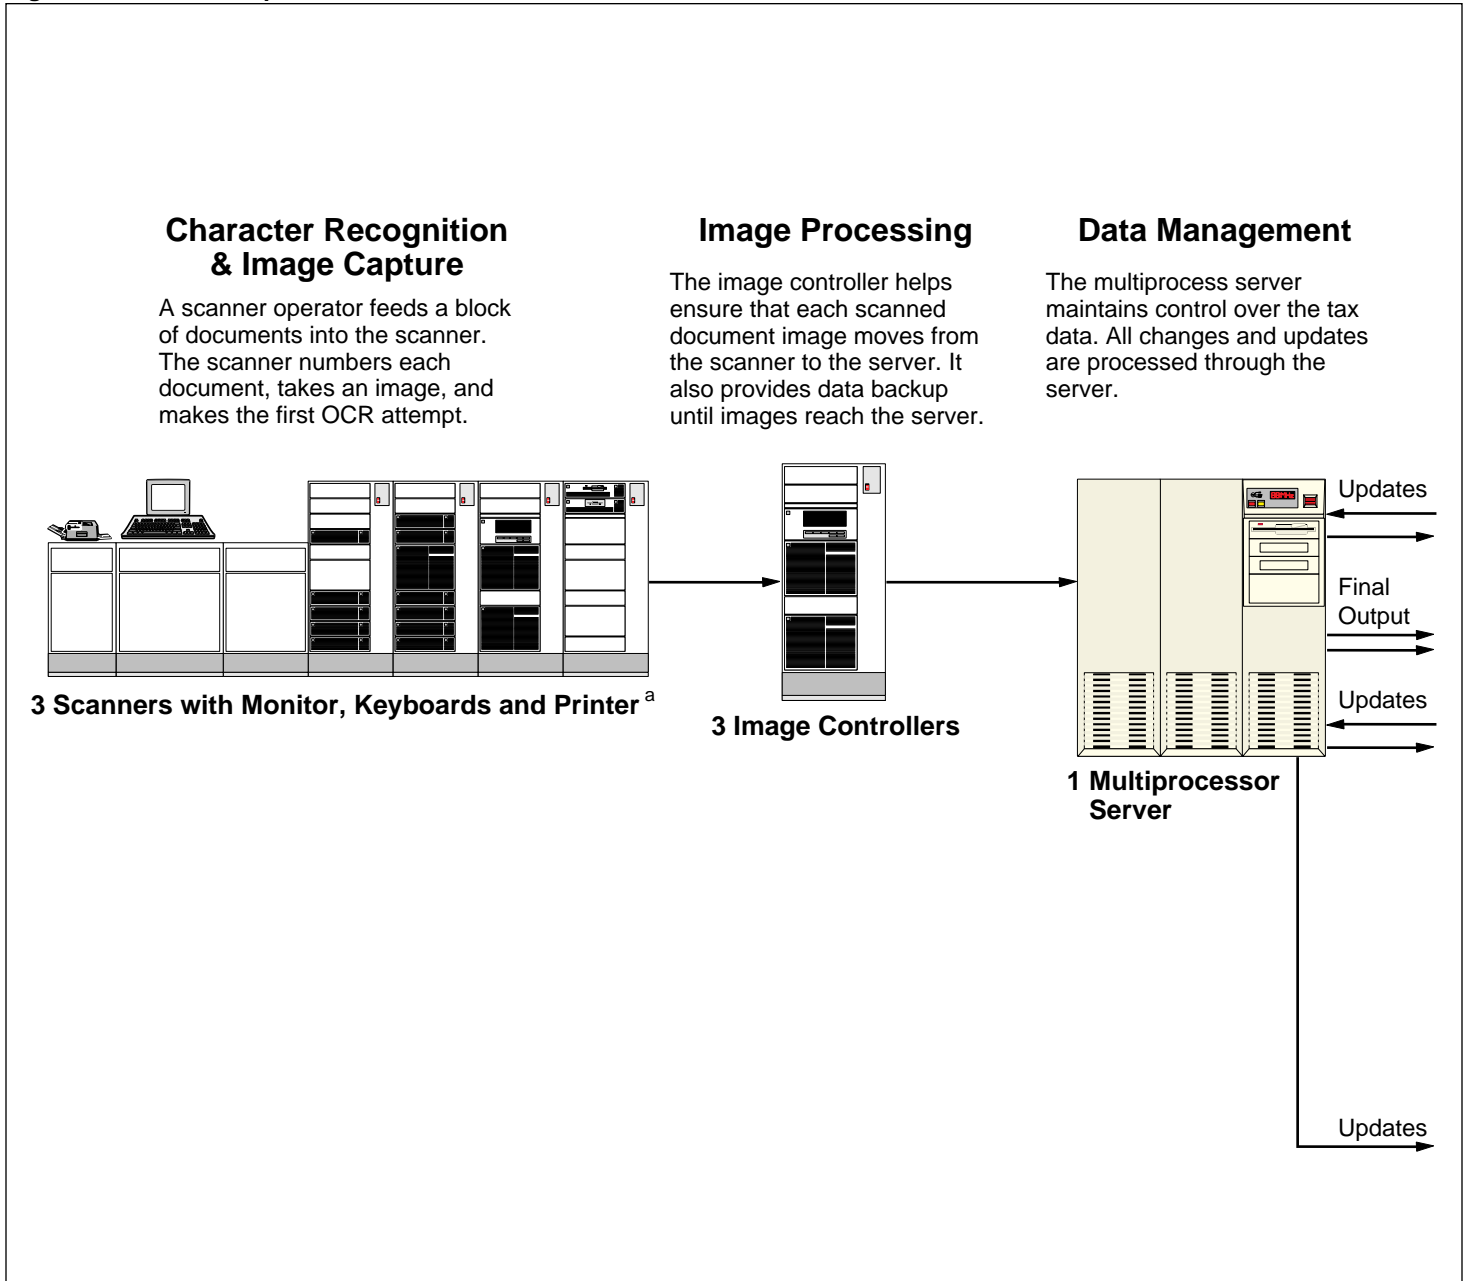 Character Recognition
& Image Capture
A scanner operator feeds a block
of documents into the scanner.
The scanner numbers each
document, takes an image, and
makes the first OCR attempt.
Image Processing
The image controller helps
ensure that each scanned
document image moves from
the scanner to the server. It
also provides data backup
until images reach the server.
Data Management
The multiprocess server
maintains control over the tax
data. All changes and updates
are processed through the
server.
Updates
Final
Output
Updates
3 Scanners with Monitor, Keyboards and Printer a
3 Image Controllers
1 Multiprocessor
Server
Updates